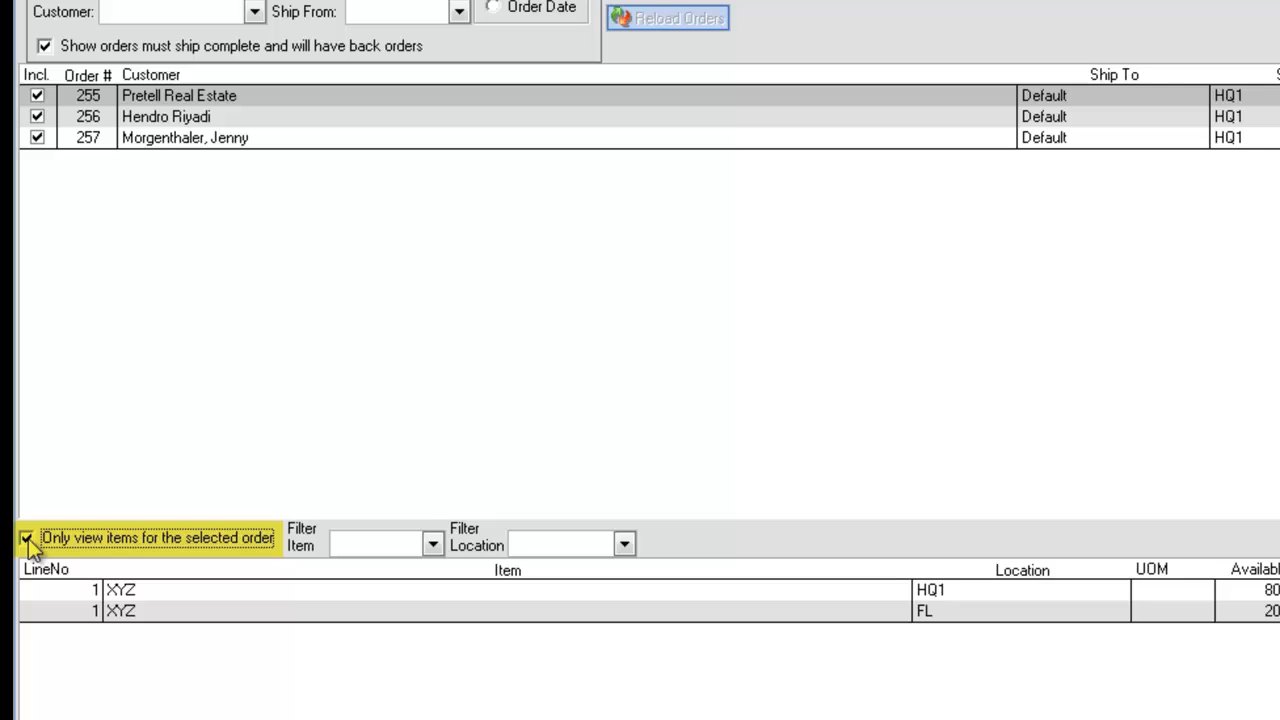 Customer: Ship From: Order Date Reload Orders
Show orders must ship complete and will have back orders
Incl. Order # Customer Ship To
255 Pretell Real Estate Default HQ1
256 Hendro Riyadi Default HQ1
257 Morgenthaler, Jenny Default HQ1
Only view items for the selected order Filter Item Filter Location
LineNo Item Location UOM Availabl
1 XYZ HQ1 80
1 XYZ FL 20